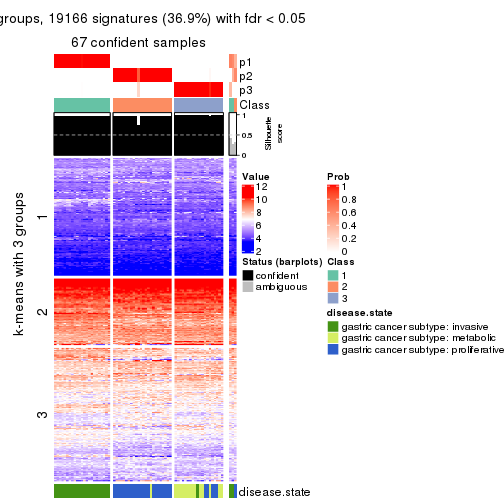 groups, 19166 signatures (36.9%) with fdr < 0.05
67 confident samples
p1
p2
p3
Class
1
0.5
0
Silhouette
score
k-means with 3 groups
1
2
3
Value
12
10
8
6
4
2
Prob
1
0.8
0.6
0.4
0.2
0
Status (barplots)
confident
ambiguous
Class
1
2
3
disease.state
gastric cancer subtype: invasive
gastric cancer subtype: metabolic
gastric cancer subtype: proliferative
disease.state